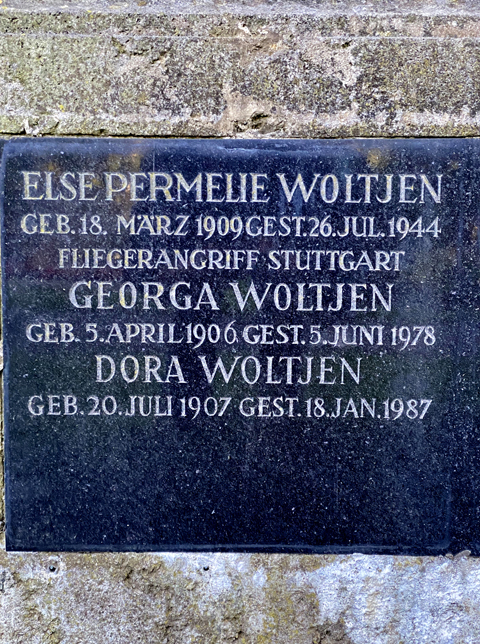 ELSE PERMELIE WOLTJEN
GEB. 18. MÄRZ 1909 GEST. 26. JUL. 1944
FLIEGERANGRIFF STUTTGART
GEORGA WOLTJEN
GEB. 5. APRIL 1906. GEST. 5. JUNI 1978
DORA WOLTJEN
GEB. 20. JULI 1907 GEST. 18. JAN. 1987